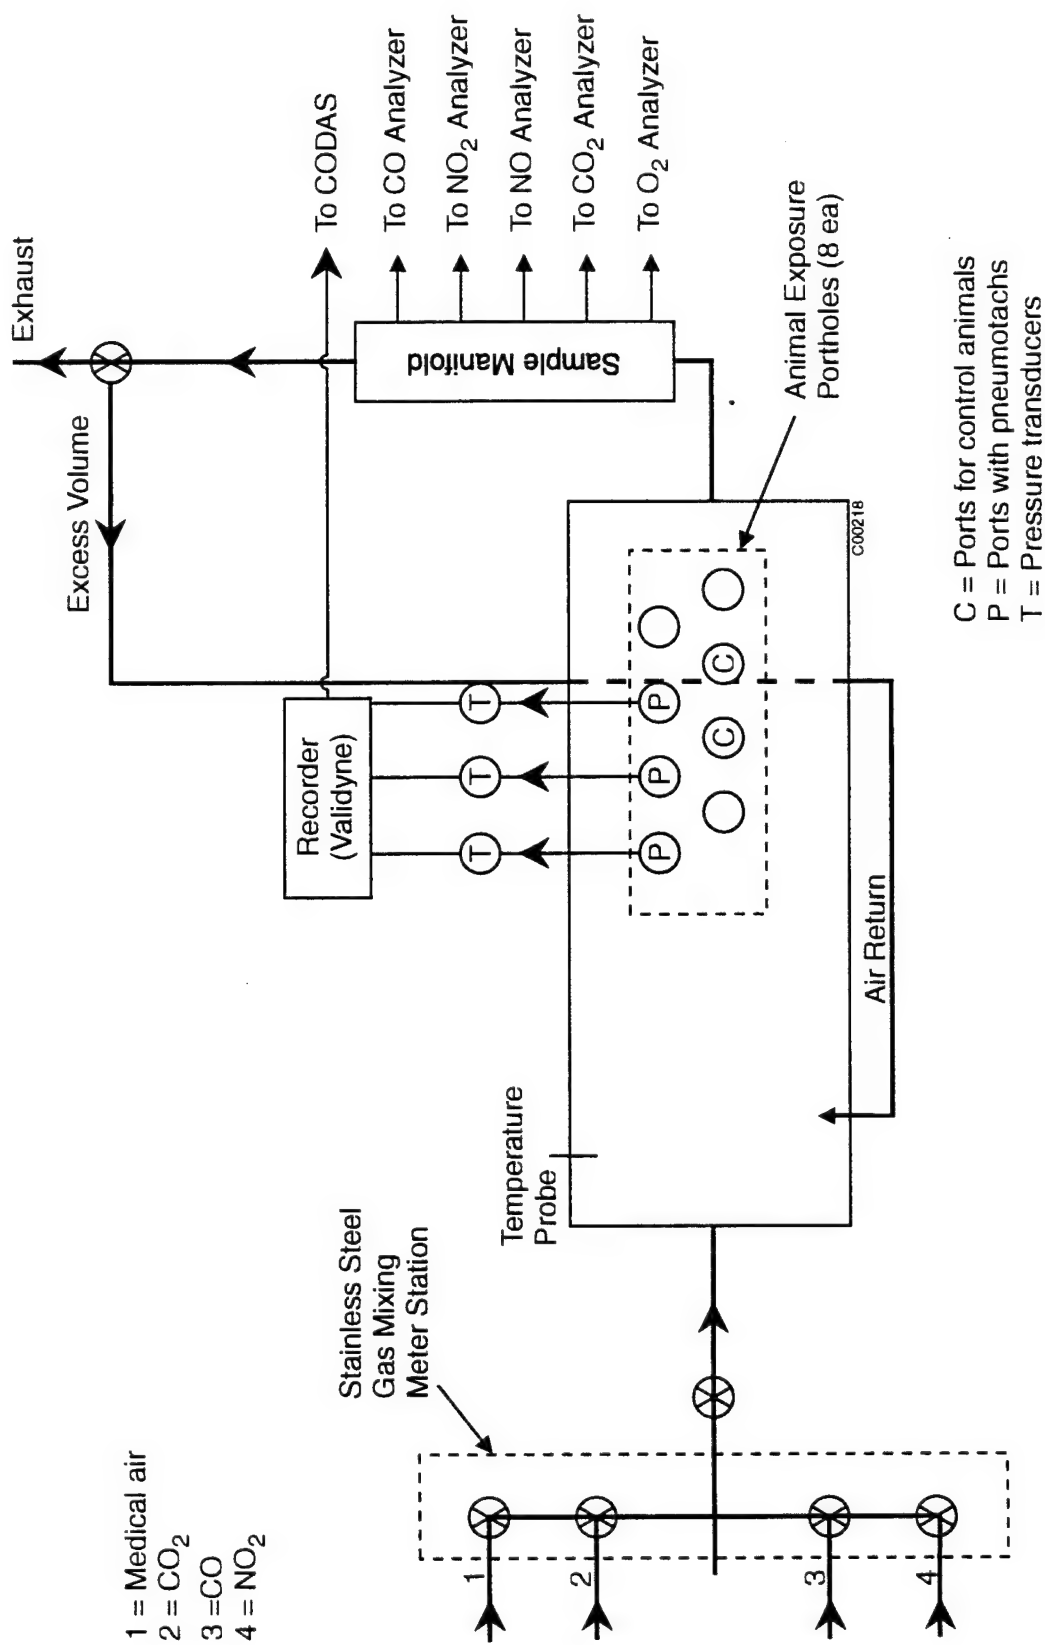 1 = Medical air
2 = CO₂
3 =CO
4 = NO₂
1
2
3
4
Stainless Steel
Gas Mixing
Meter Station
Temperature
Probe
Air Return
Recorder
(Validyne)
T
T
T
P
P
P
C
C
C00218
Excess Volume
Exhaust
Sample Manifold
To CODAS
To CO Analyzer
To NO₂ Analyzer
To NO Analyzer
To CO₂ Analyzer
To O₂ Analyzer
Animal Exposure
Portholes (8 ea)
C = Ports for control animals
P = Ports with pneumotachs
T = Pressure transducers